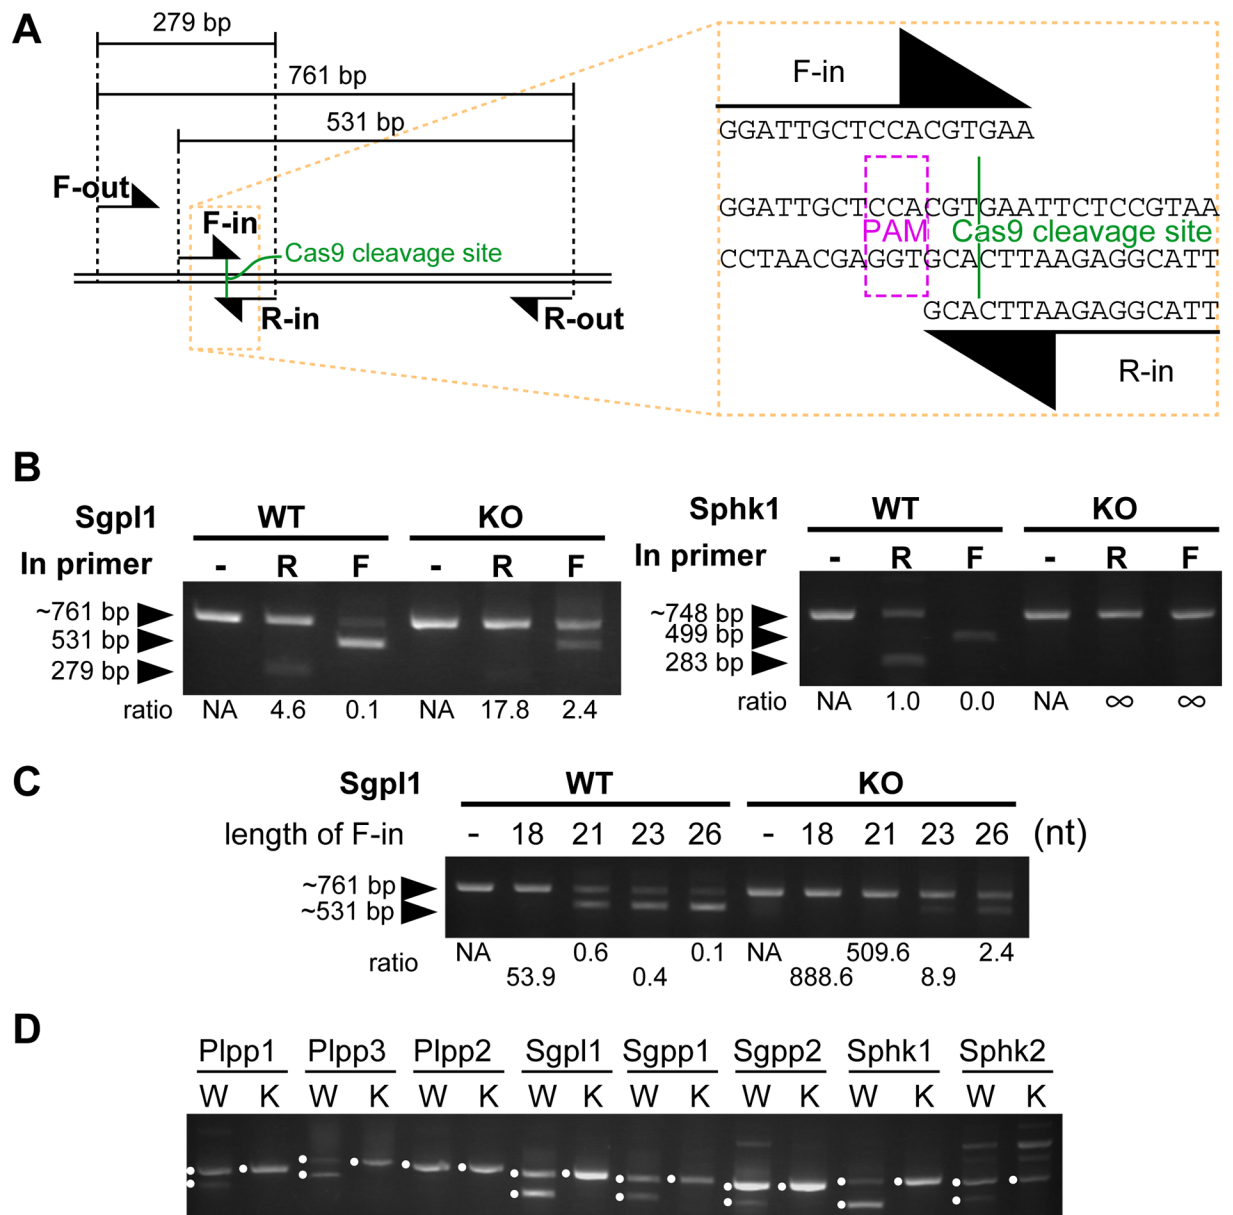 A
279 bp
761 bp
531 bp
F-out
F-in
Cas9 cleavage site
R-in
R-out
F-in
GGATTGCTCCACGTGAA
GGATTGCTCCACGTGAATTCTCCGTAA
PAM Cas9 cleavage site
CCTAACGAGGTGCACTTAAGAGGCATT
GCACTTAAGAGGCATT
R-in
B
Sgpl1 WT KO
In primer - R F - R F
~761 bp
531 bp
279 bp
ratio NA 4.6 0.1 NA 17.8 2.4
Sphk1 WT KO
In primer - R F - R F
~748 bp
499 bp
283 bp
ratio NA 1.0 0.0 NA ∞ ∞
C
Sgpl1 WT KO
length of F-in - 18 21 23 26 - 18 21 23 26 (nt)
~761 bp
~531 bp
ratio NA 53.9 0.6 0.4 0.1 NA 888.6 509.6 8.9 2.4
D
Plpp1 Plpp3 Plpp2 Sgpl1 Sgpp1 Sgpp2 Sphk1 Sphk2
W K W K W K W K W K W K W K W K